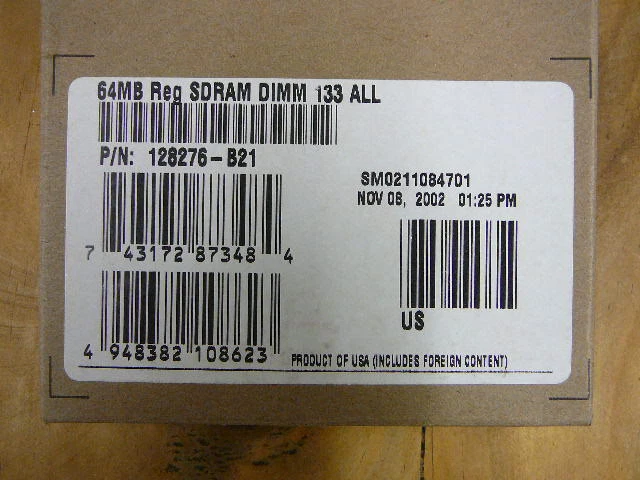 64MB Reg SDRAM DIMM 133 ALL
P/N: 128276-B21
SM0211084701
NOV 08, 2002 01:25 PM
7 43172 87348 4
US
4 948382 108623
PRODUCT OF USA (INCLUDES FOREIGN CONTENT)